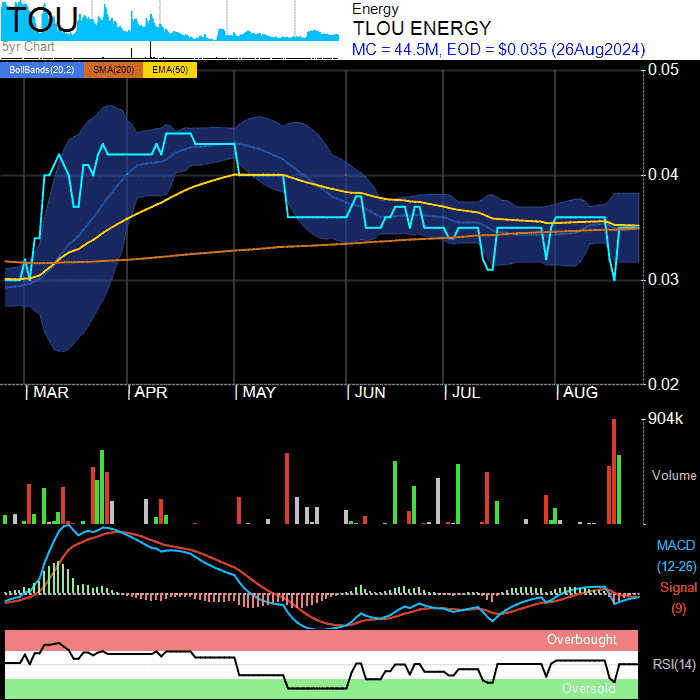 TOU
5yr Chart
Energy
TLOU ENERGY
MC = 44.5M, EOD = $0.035 (26Aug2024)
BollBands(20,2) SMA(200) EMA(50)
0.05
0.04
0.03
0.02
MAR APR MAY JUN JUL AUG
904k
Volume
MACD
(12-26)
Signal
(9)
Overbought
RSI(14)
Oversold